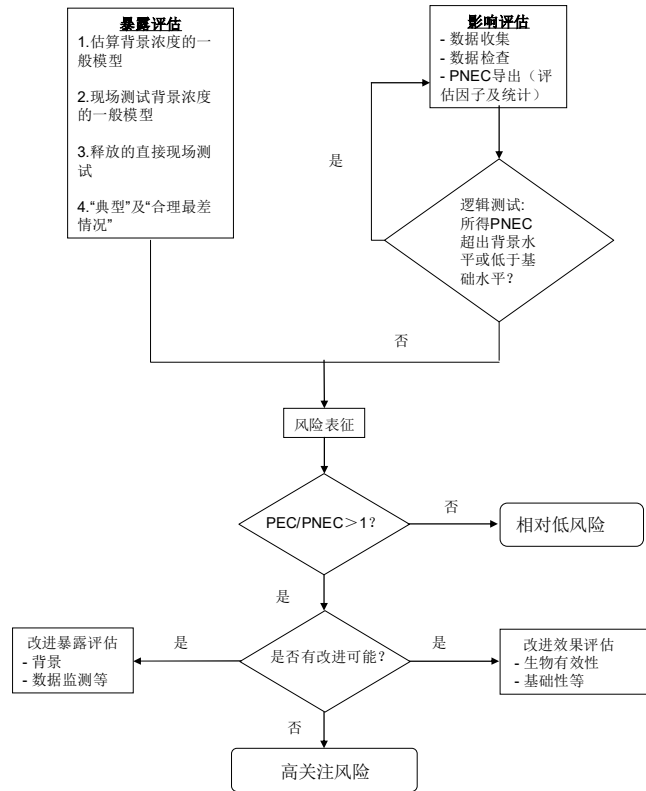 暴露评估
1.估算背景浓度的一
般模型
2.现场测试背景浓度
的一般模型
3.释放的直接现场测
试
4.“典型”及“合理最差
情况”
影响评估
- 数据收集
- 数据检查
- PNEC导出（评
估因子及统计）
是
逻辑测试:
所得PNEC
超出背景水
平或低于基
础水平?
否
风险表征
PEC/PNEC＞1?
否
相对低风险
是
改进暴露评估
- 背景
- 数据监测等
是
是否有改进可能?
是
改进效果评估
- 生物有效性
- 基础性等
否
高关注风险